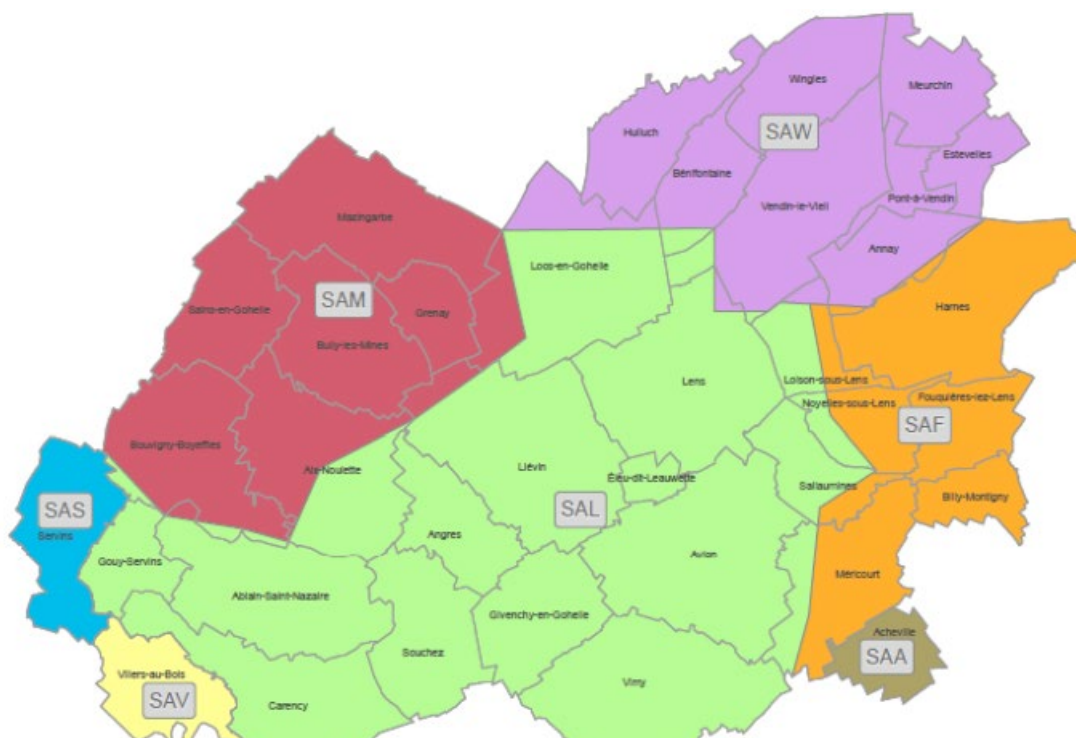 Wingles
Meurchin
Hulluch
SAW
Estevelles
Bénifontaine
Pont-à-Vendin
Vendin-le-Vieil
Mazingarbe
Annay
Loos-en-Gohelle
SAM
Sains-en-Gohelle
Grenay
Harnes
Bully-les-Mines
Lens
Loison-sous-Lens
Noyelles-sous-Lens
Fouquières-lez-Lens
SAF
Bouvigny-Boyeffles
Aix-Noulette
Liévin
Éleu-dit-Leauwette
Sallaumines
Billy-Montigny
SAS
SAL
Servins
Angres
Avion
Gouy-Servins
Méricourt
Ablain-Saint-Nazaire
Givenchy-en-Gohelle
Acheville
SAA
Souchez
Villers-au-Bois
Vimy
SAV
Carency